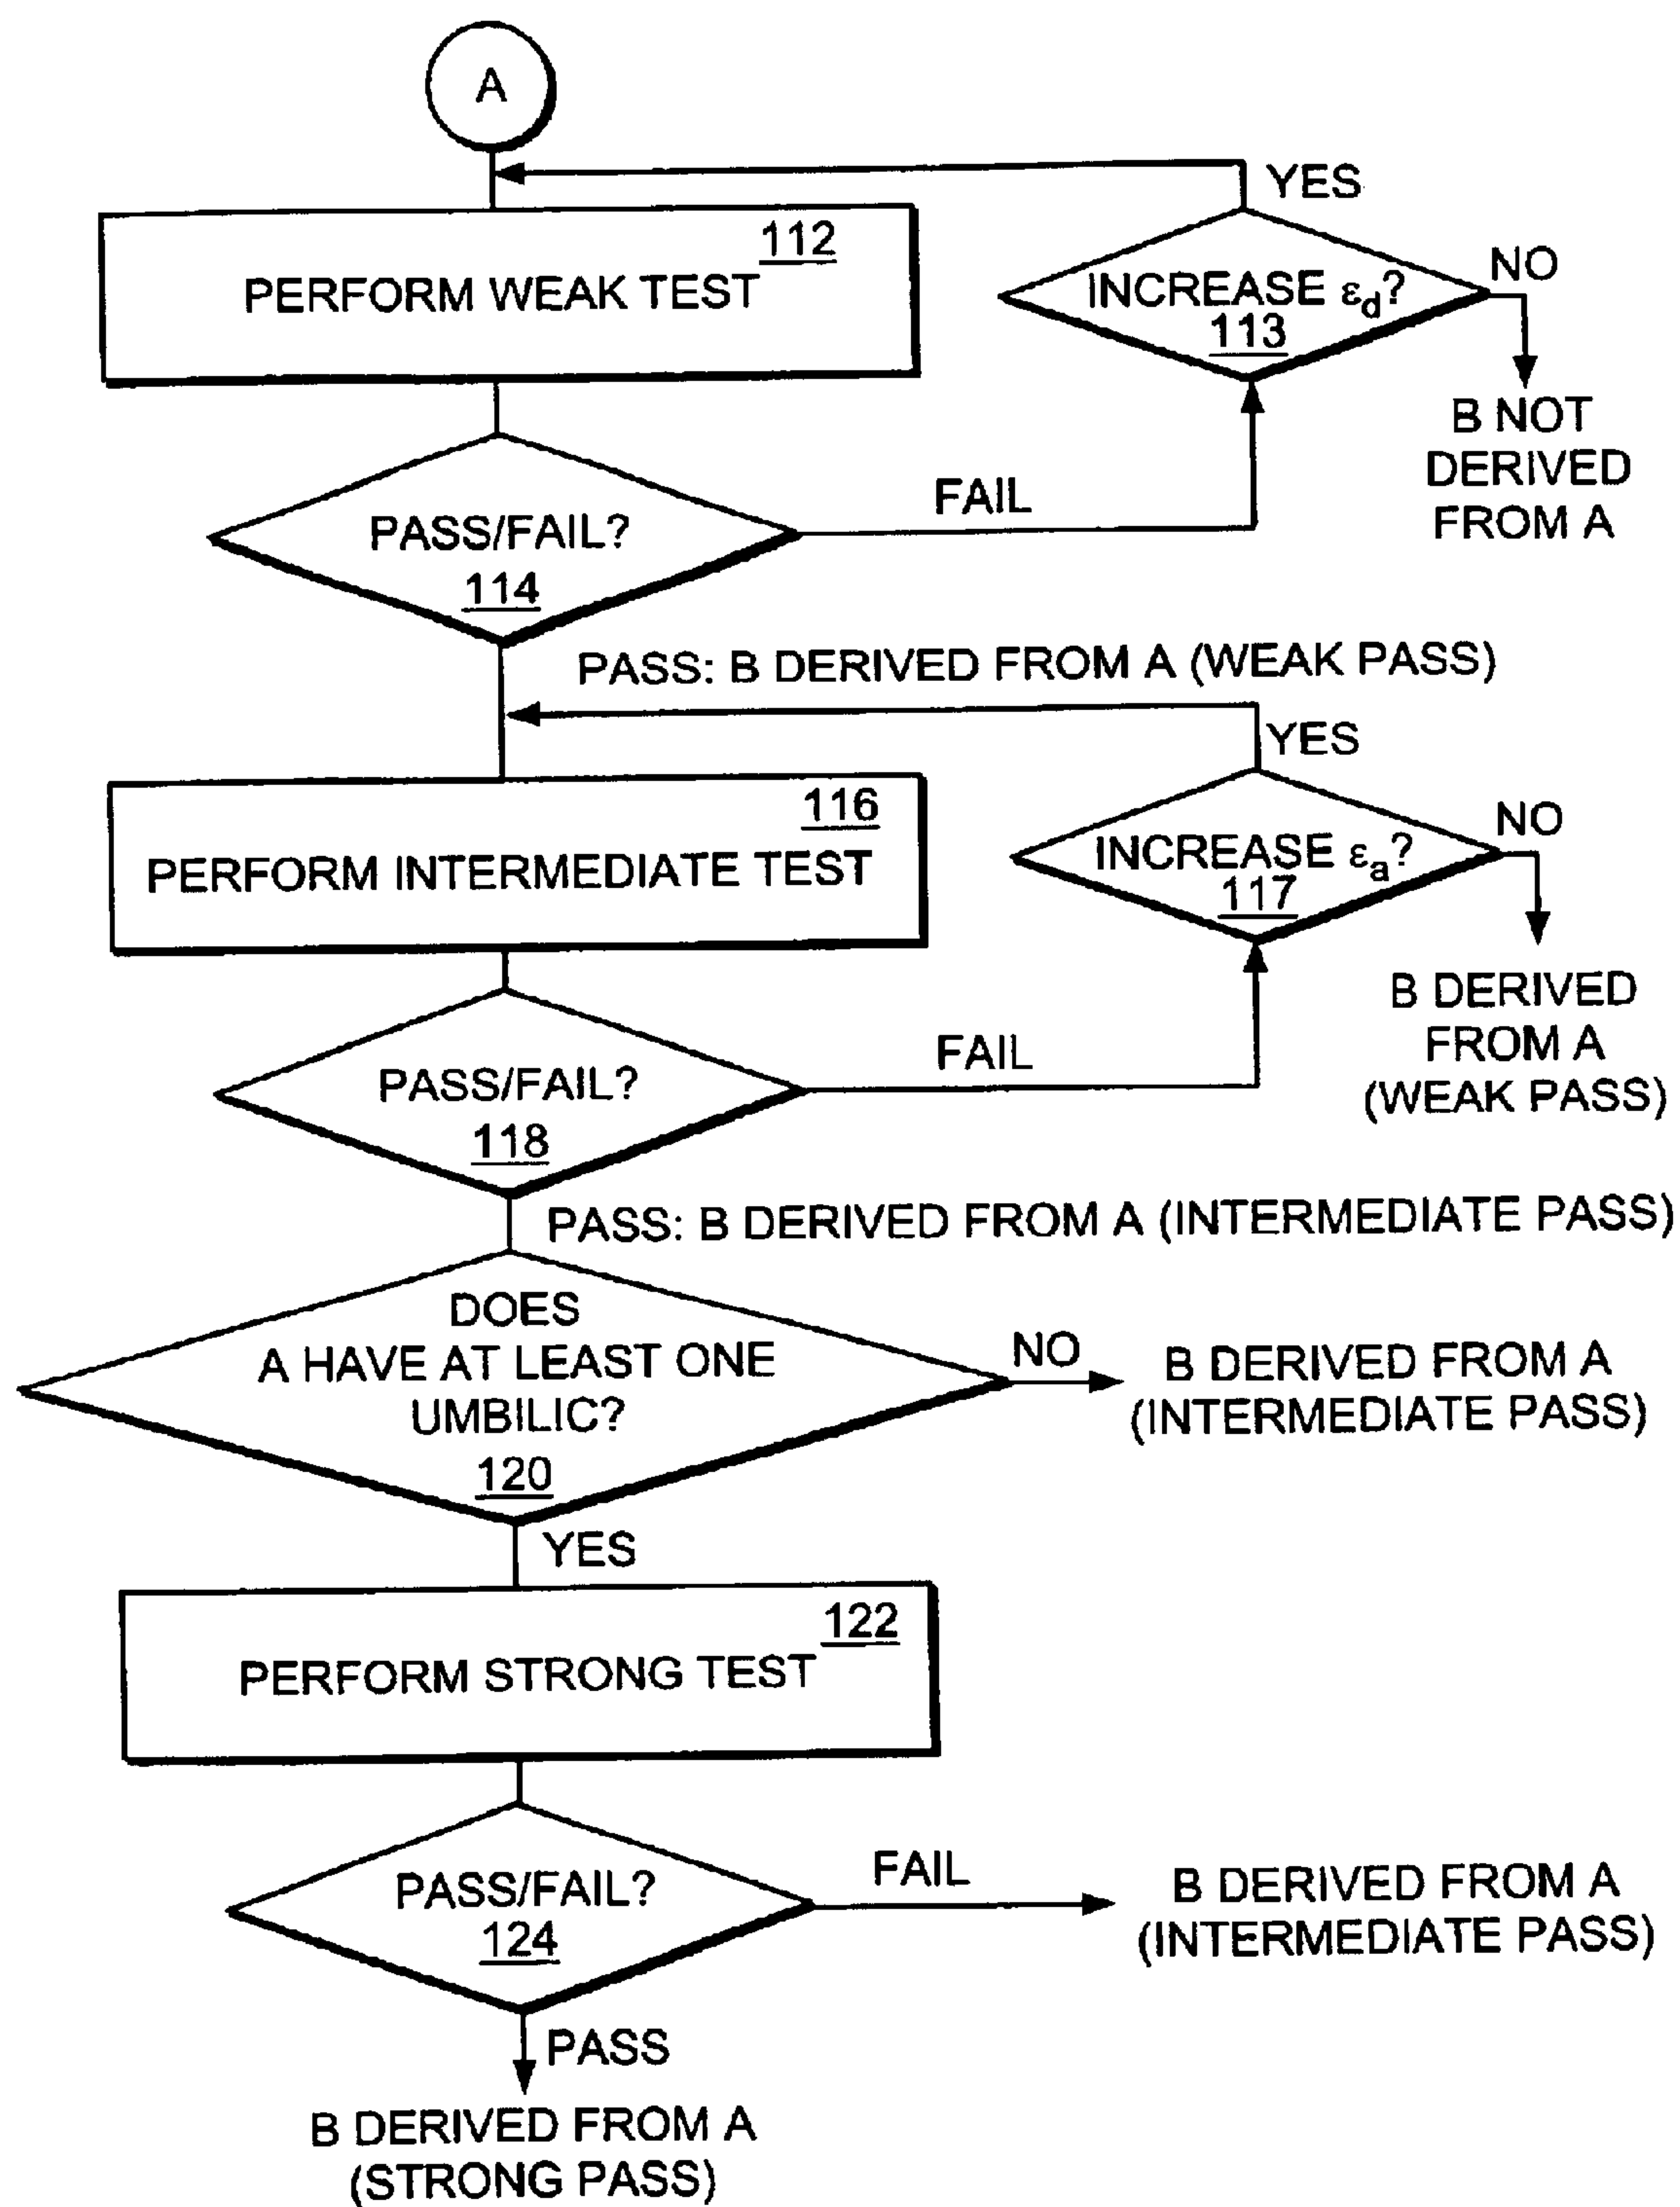 A
YES
112
PERFORM WEAK TEST
INCREASE εd?
113
NO
B NOT
DERIVED
FROM A
PASS/FAIL?
114
FAIL
PASS: B DERIVED FROM A (WEAK PASS)
YES
116
PERFORM INTERMEDIATE TEST
INCREASE εa?
117
NO
B DERIVED
FROM A
(WEAK PASS)
PASS/FAIL?
118
FAIL
PASS: B DERIVED FROM A (INTERMEDIATE PASS)
DOES
A HAVE AT LEAST ONE
UMBILIC?
120
NO
B DERIVED FROM A
(INTERMEDIATE PASS)
YES
122
PERFORM STRONG TEST
PASS/FAIL?
124
FAIL
B DERIVED FROM A
(INTERMEDIATE PASS)
PASS
B DERIVED FROM A
(STRONG PASS)